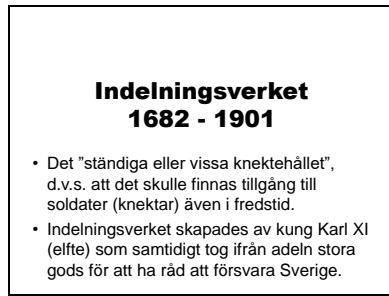 Indelningsverket
1682 - 1901
• Det ”ständiga eller vissa knektehållet”,
d.v.s. att det skulle finnas tillgång till
soldater (knektar) även i fredstid.
• Indelningsverket skapades av kung Karl XI
(elfte) som samtidigt tog ifrån adeln stora
gods för att ha råd att försvara Sverige.